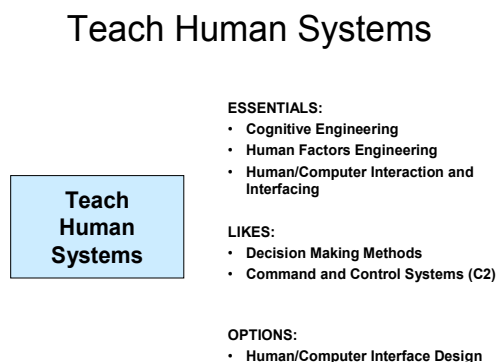 Teach Human Systems
ESSENTIALS:
• Cognitive Engineering
• Human Factors Engineering
• Human/Computer Interaction and
Interfacing
Teach
Human
Systems
LIKES:
• Decision Making Methods
• Command and Control Systems (C2)
OPTIONS:
• Human/Computer Interface Design